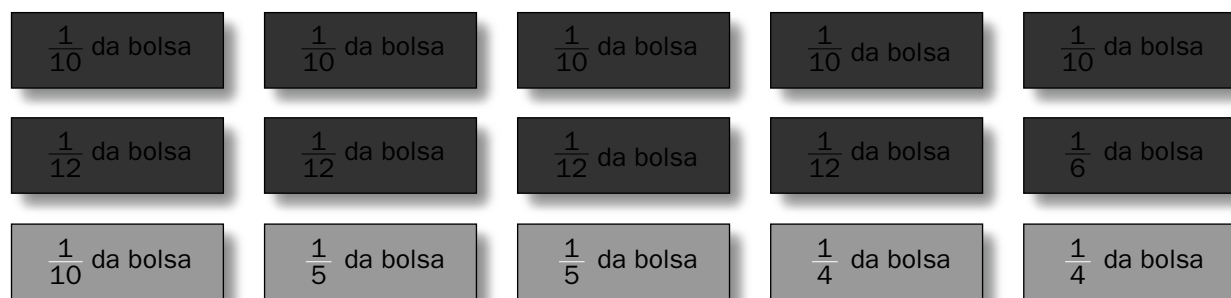 1/10 da bolsa 1/10 da bolsa 1/10 da bolsa 1/10 da bolsa 1/10 da bolsa
1/12 da bolsa 1/12 da bolsa 1/12 da bolsa 1/12 da bolsa 1/6 da bolsa
1/10 da bolsa 1/5 da bolsa 1/5 da bolsa 1/4 da bolsa 1/4 da bolsa